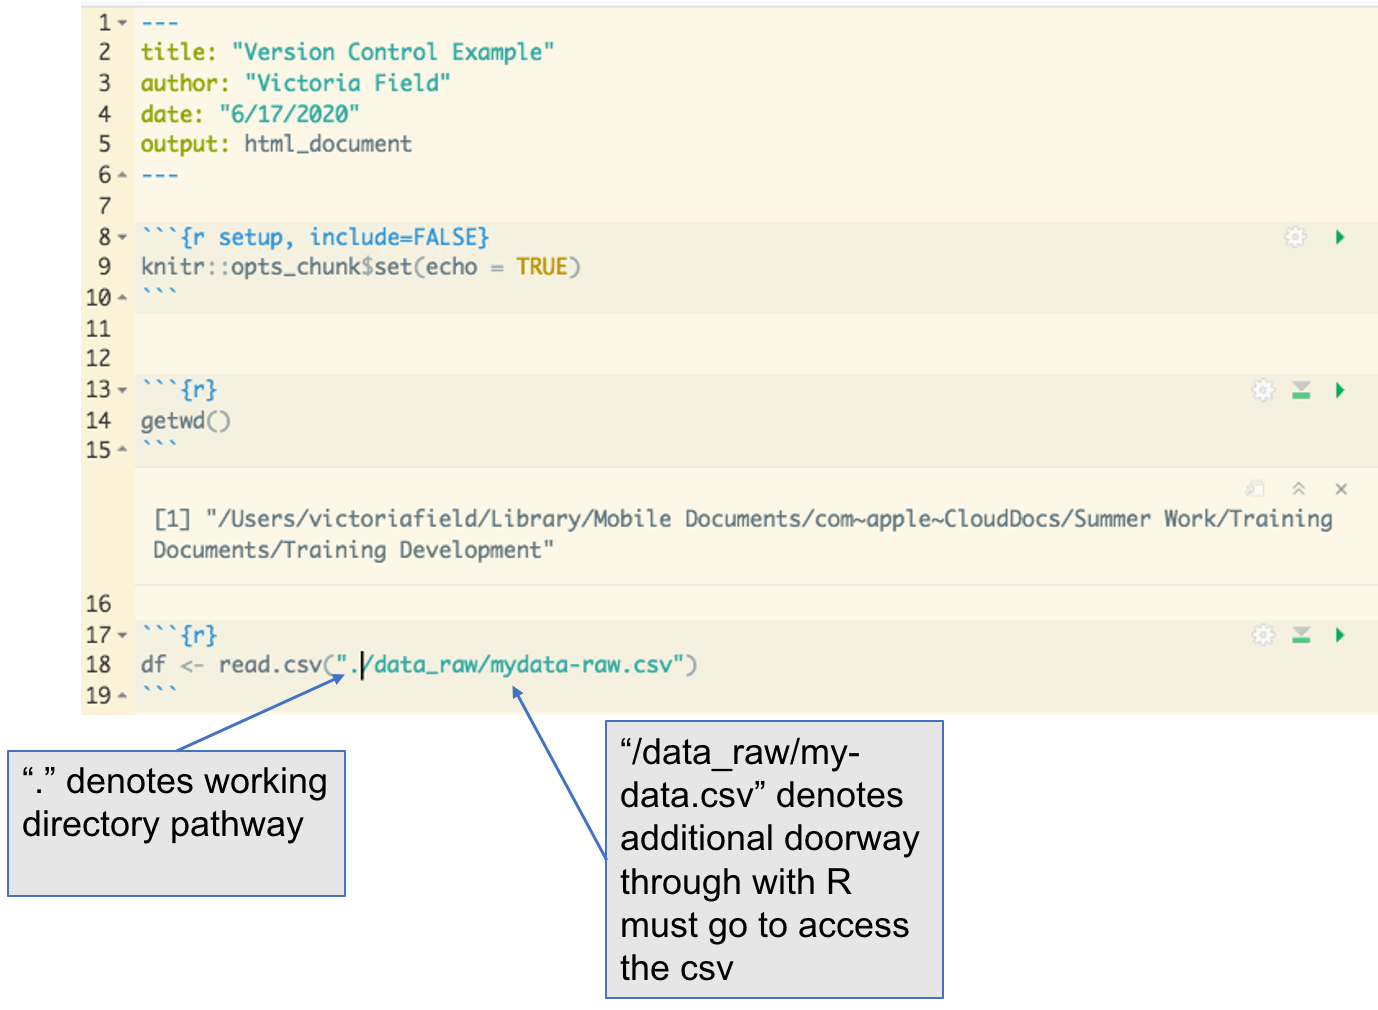 1 ---
2 title: "Version Control Example"
3 author: "Victoria Field"
4 date: "6/17/2020"
5 output: html_document
6 ---
7
8 ```{r setup, include=FALSE}
9 knitr::opts_chunk$set(echo = TRUE)
10 ```
11
12
13 ```{r}
14 getwd()
15 ```
[1] "/Users/victoriafield/Library/Mobile Documents/com~apple~CloudDocs/Summer Work/Training
Documents/Training Development"
16
17 ```{r}
18 df <- read.csv("./data_raw/mydata-raw.csv")
19 ```
“.” denotes working
directory pathway
“/data_raw/my-
data.csv” denotes
additional doorway
through with R
must go to access
the csv